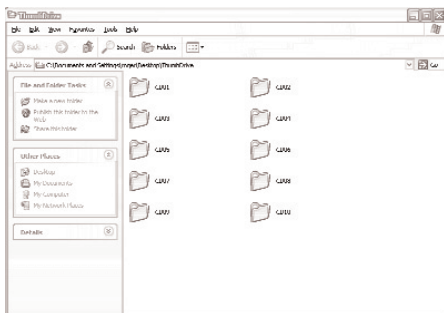 ThumbDrive
File Edit View Favorites Tools Help
Back Search Folders
Address C:\Documents and Settings\mqed\Desktop\ThumbDrive Go
File and Folder Tasks
Make a new folder
Publish this folder to the Web
Share this folder
Other Places
Desktop
My Documents
My Computer
My Network Places
Details
CD01 CD02
CD03 CD04
CD05 CD06
CD07 CD08
CD09 CD10